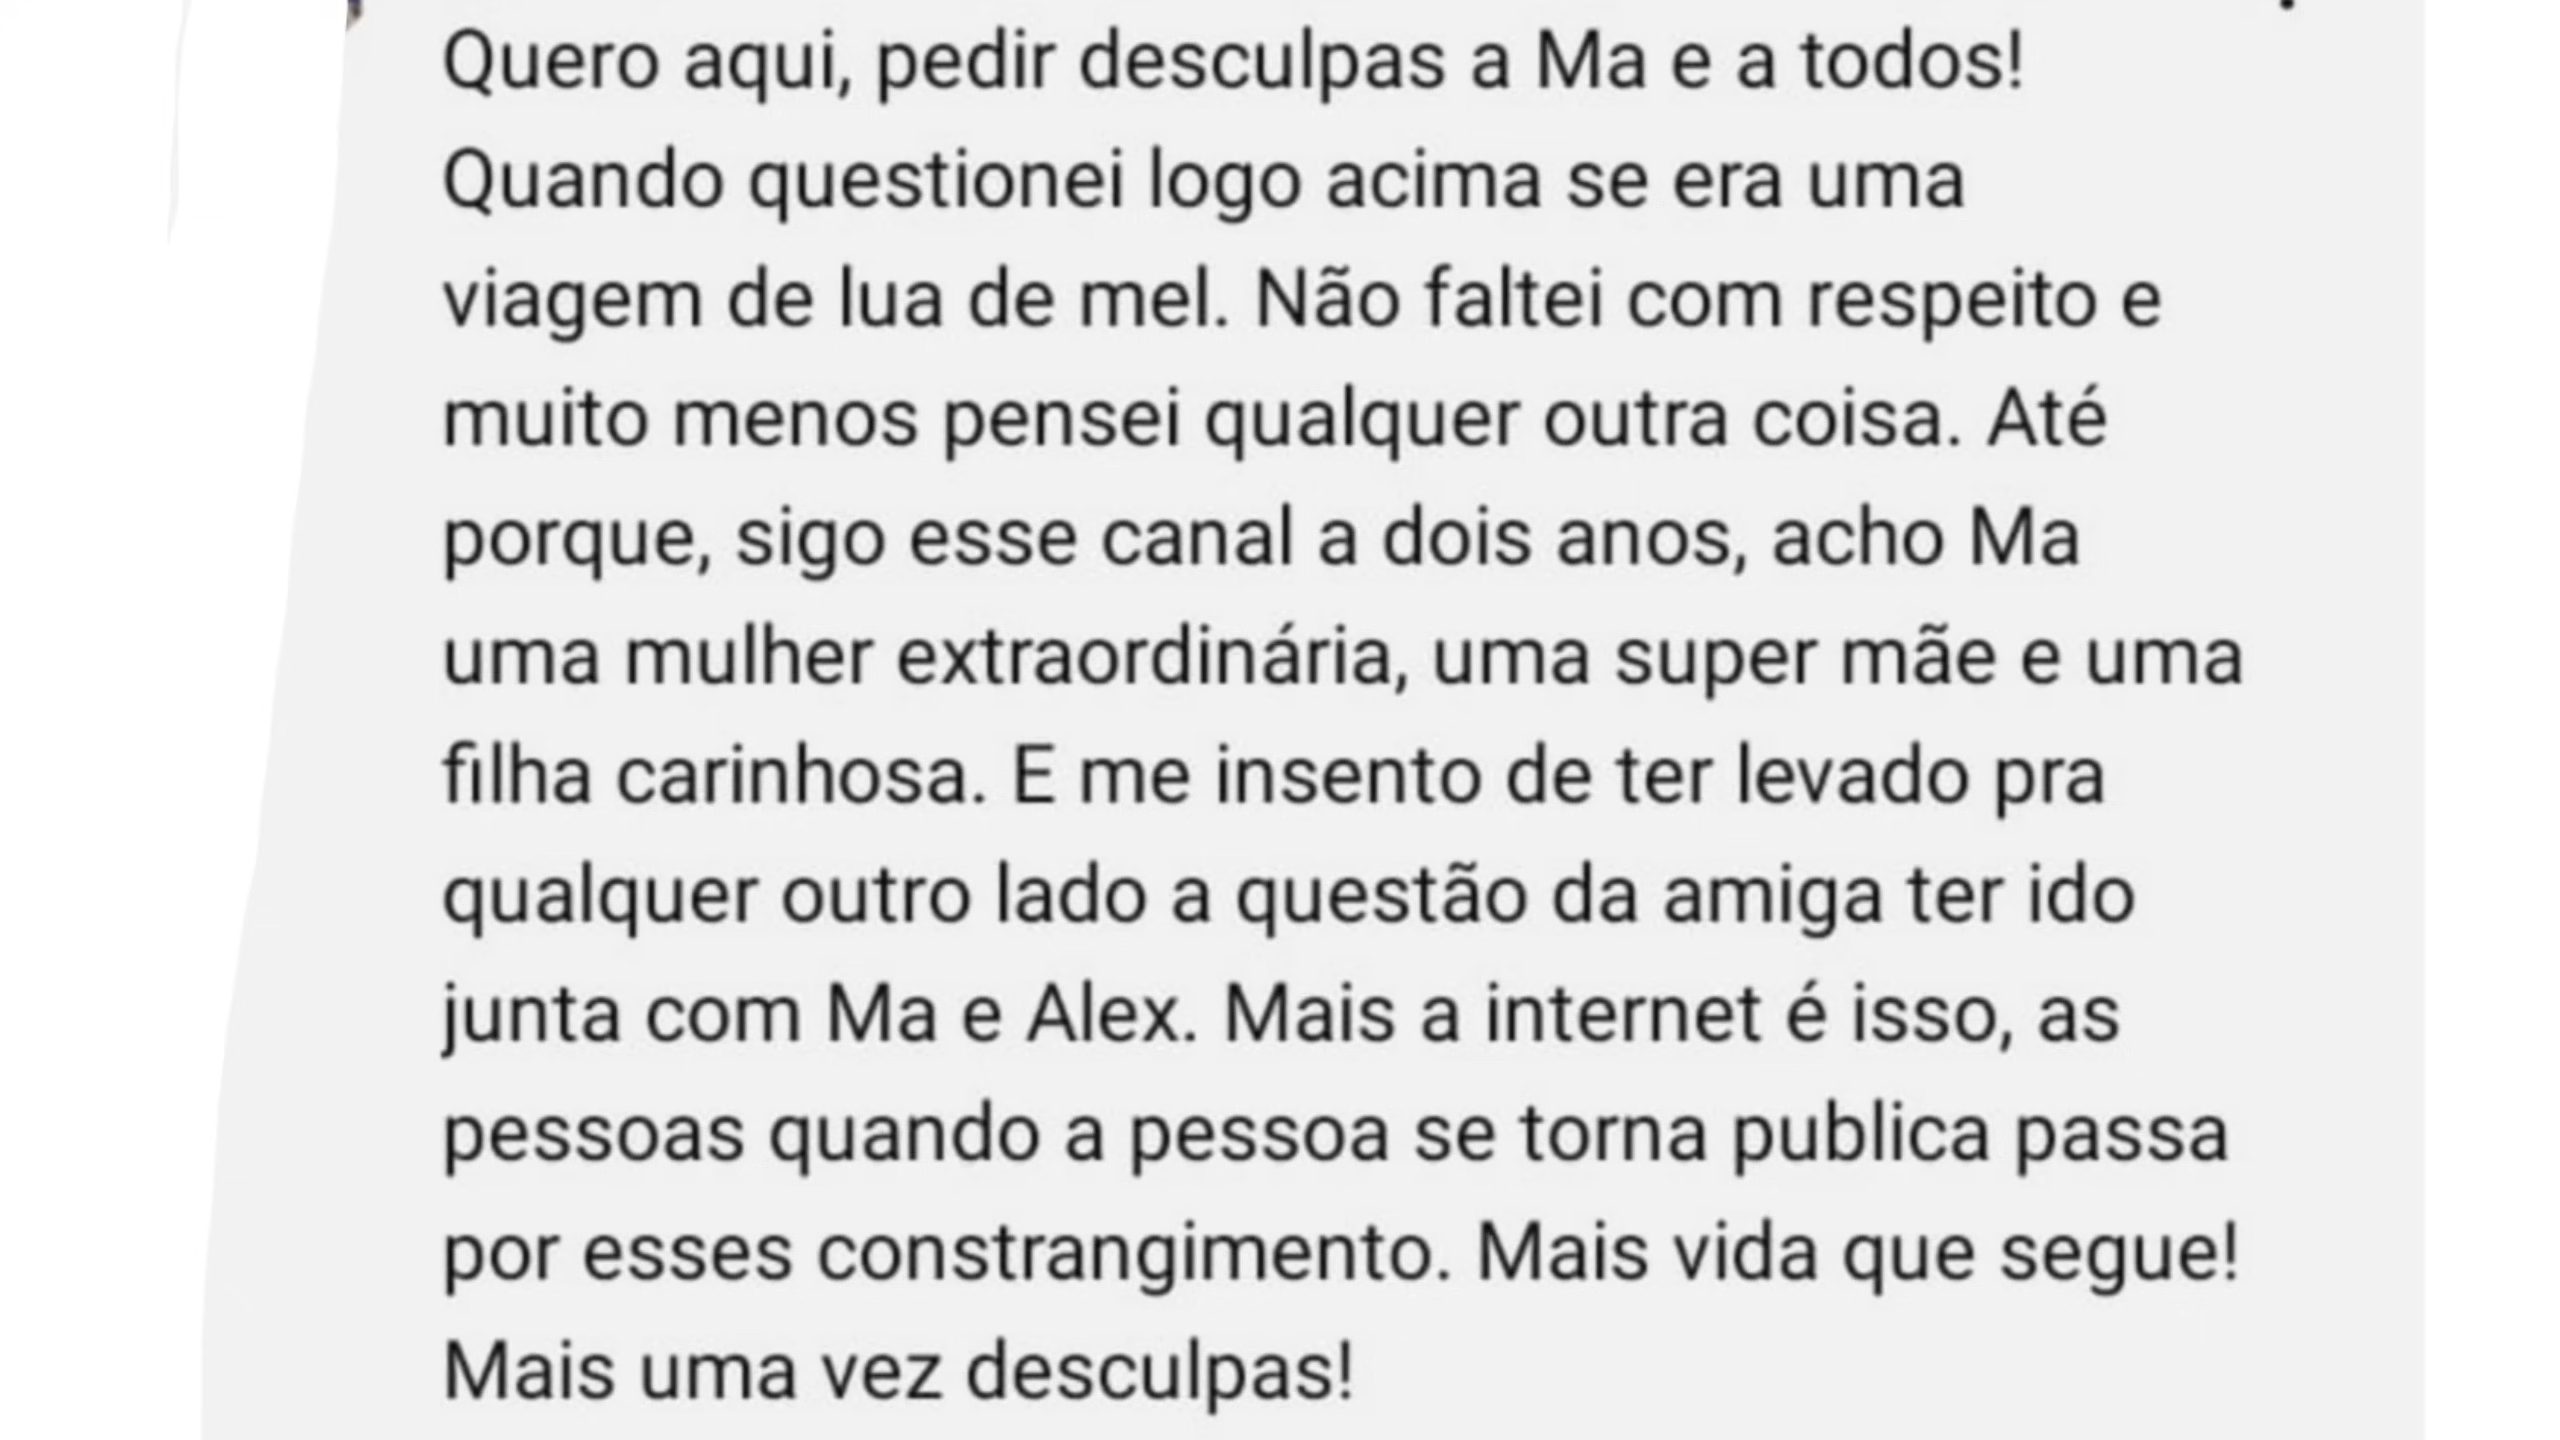 Quero aqui, pedir desculpas a Ma e a todos!
Quando questionei logo acima se era uma
viagem de lua de mel. Não faltei com respeito e
muito menos pensei qualquer outra coisa. Até
porque, sigo esse canal a dois anos, acho Ma
uma mulher extraordinária, uma super mãe e uma
filha carinhosa. E me insento de ter levado pra
qualquer outro lado a questão da amiga ter ido
junta com Ma e Alex. Mais a internet é isso, as
pessoas quando a pessoa se torna publica passa
por esses constrangimento. Mais vida que segue!
Mais uma vez desculpas!